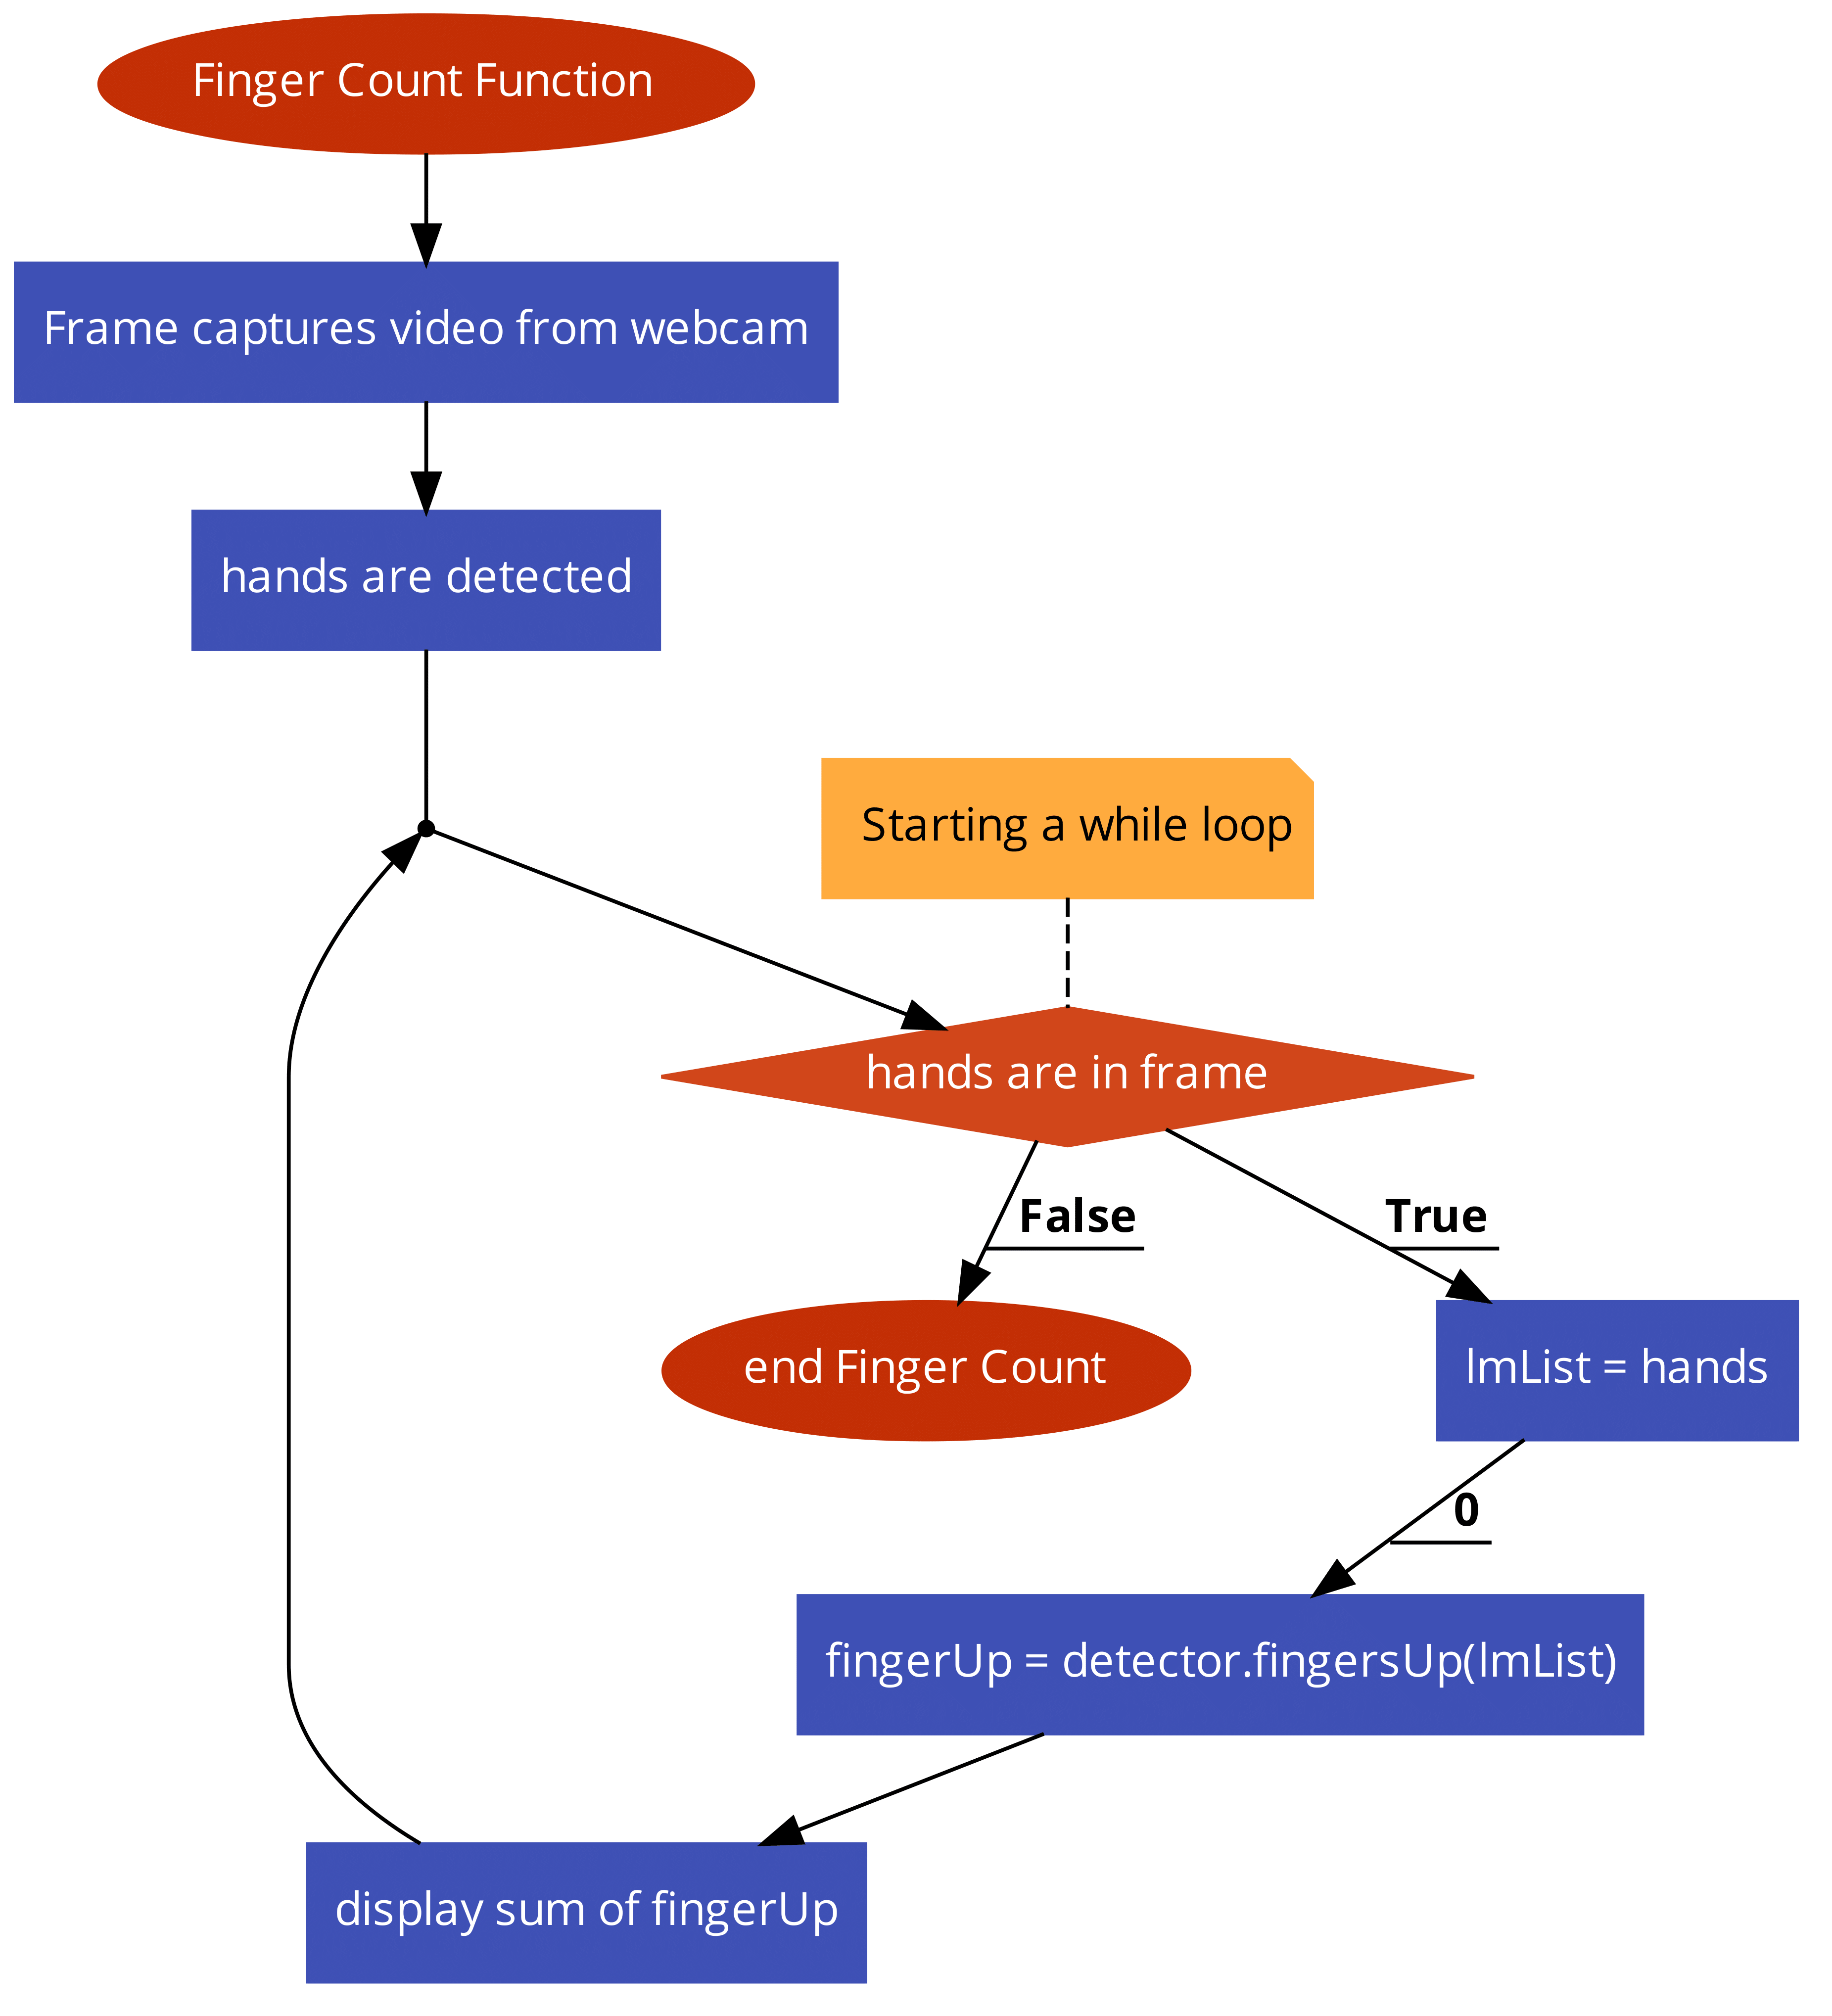 Finger Count Function
Frame captures video from webcam
hands are detected
Starting a while loop
hands are in frame
False
True
end Finger Count
lmList = hands
0
fingerUp = detector.fingersUp(lmList)
display sum of fingerUp